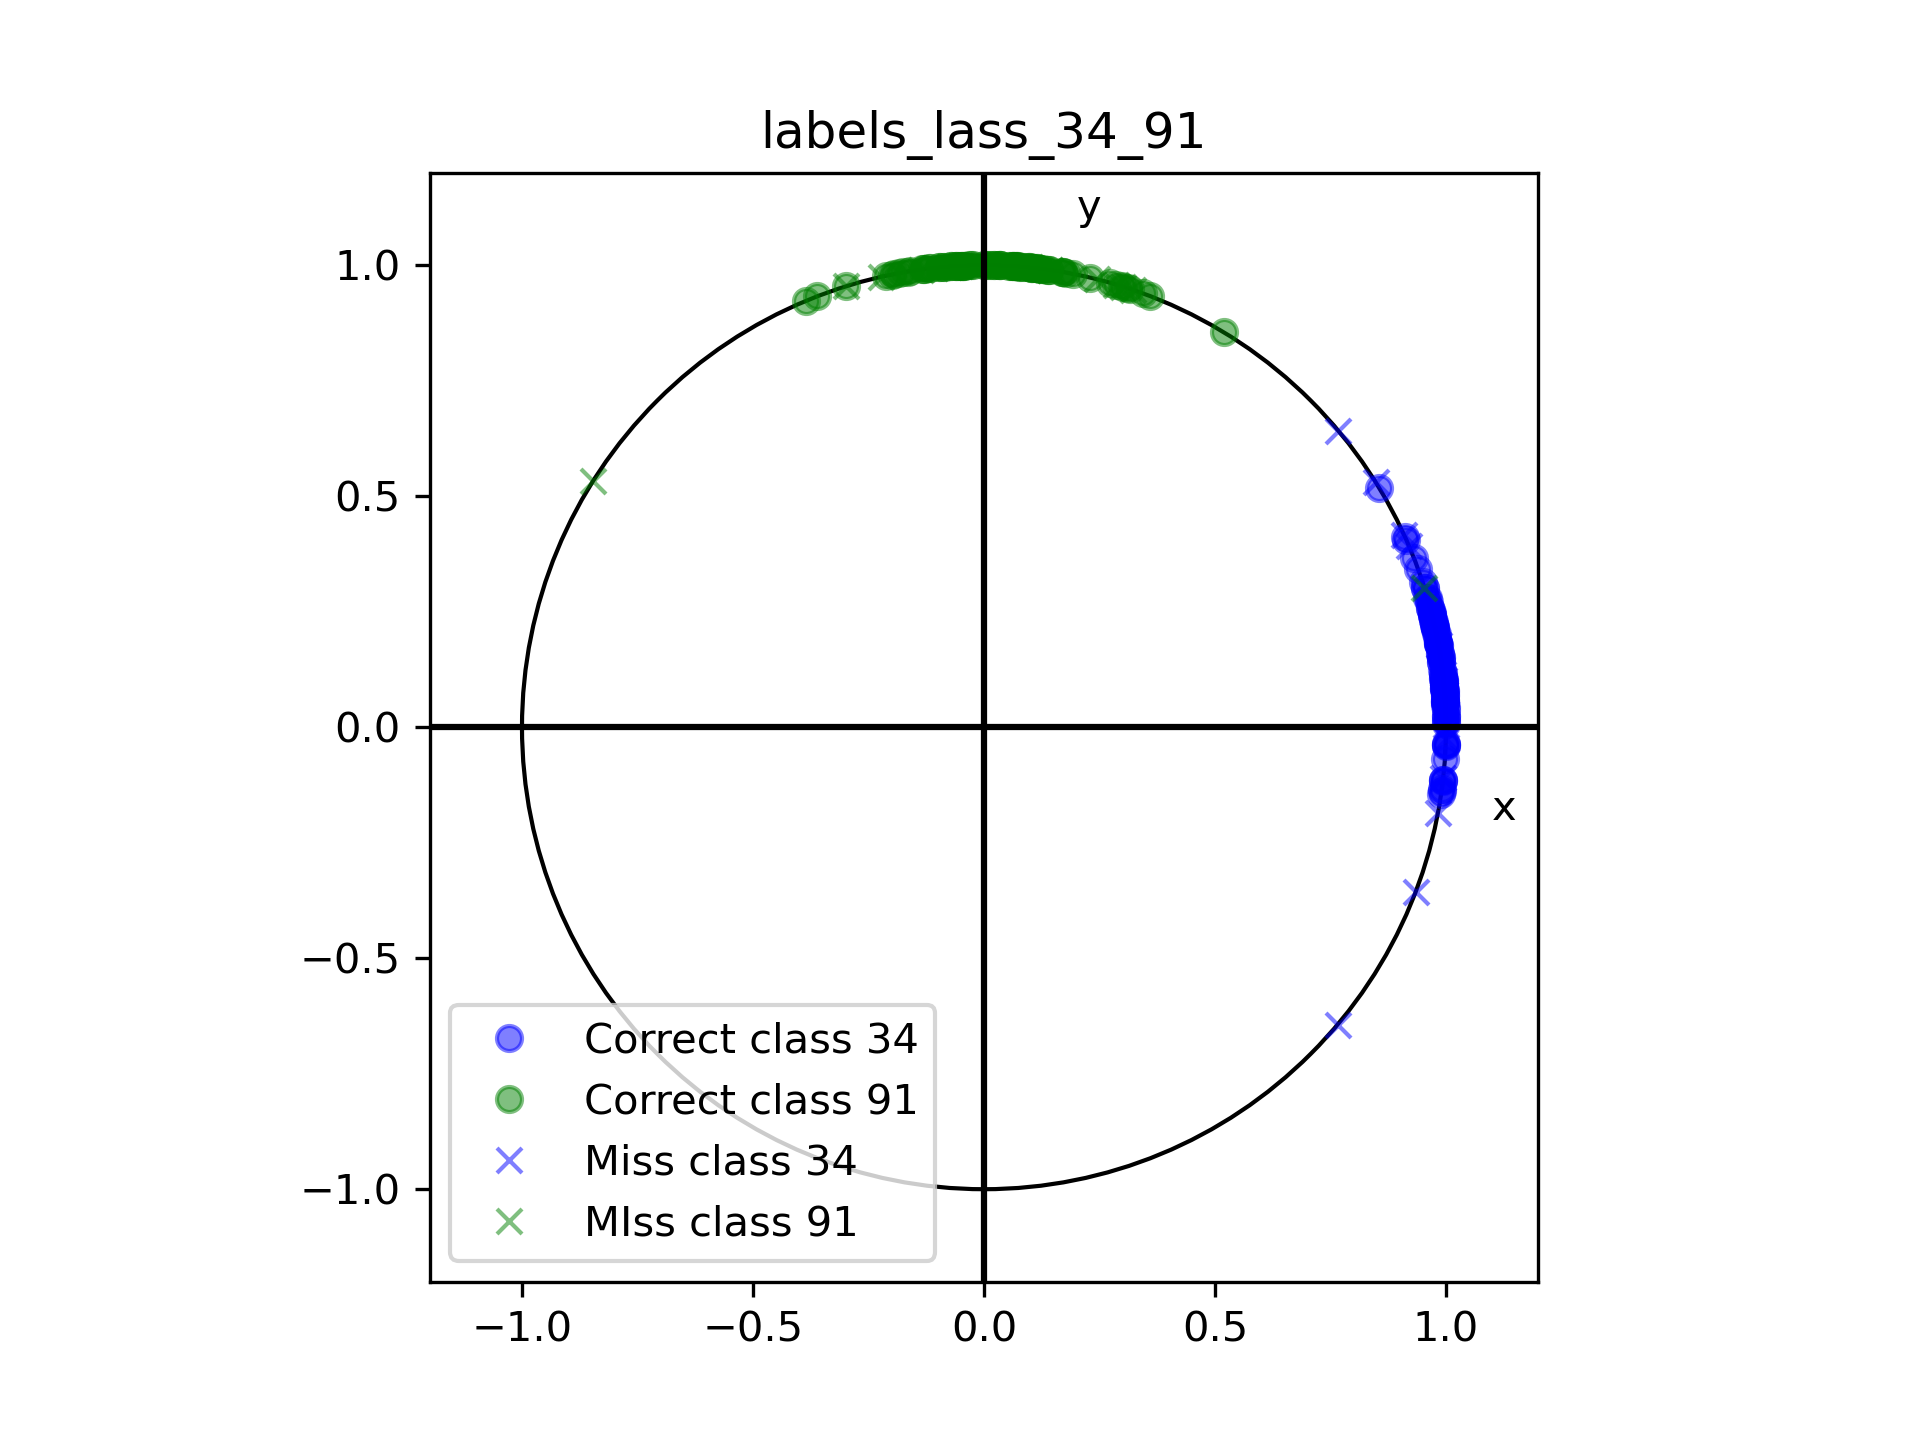 labels_lass_34_91
y
1.0
0.5
0.0
x
−0.5
−1.0
Correct class 34
Correct class 91
Miss class 34
MIss class 91
−1.0 −0.5 0.0 0.5 1.0